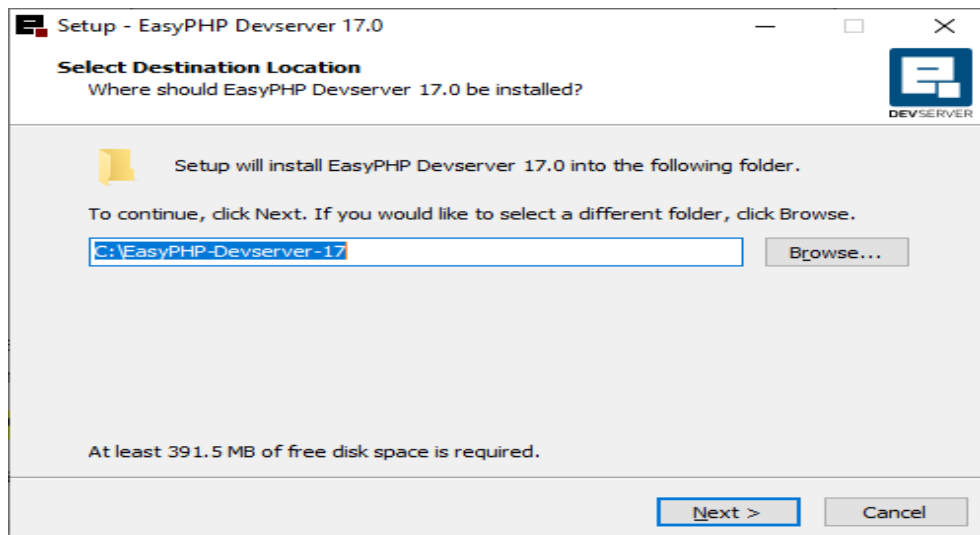 Setup - EasyPHP Devserver 17.0
Select Destination Location
Where should EasyPHP Devserver 17.0 be installed?
DEVSERVER
Setup will install EasyPHP Devserver 17.0 into the following folder.
To continue, click Next. If you would like to select a different folder, click Browse.
C:\EasyPHP-Devserver-17
Browse...
At least 391.5 MB of free disk space is required.
Next >
Cancel